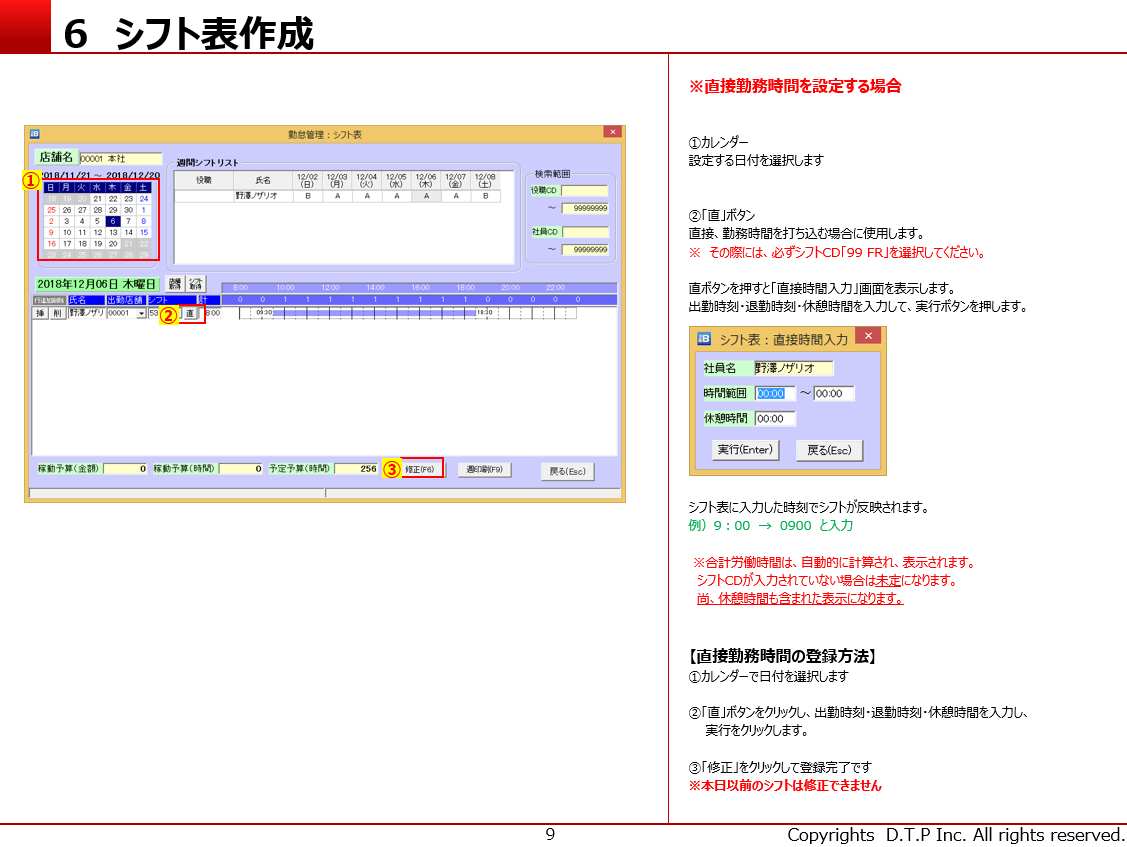 6 シフト表作成
勤怠管理：シフト表
店舗名 00001 本社
2018/11/21 ～ 2018/12/20
①
日 月 火 水 木 金 土
18 19 20 21 22 23 24
25 26 27 28 29 30 1
2 3 4 5 6 7 8
9 10 11 12 13 14 15
16 17 18 19 20 21 22
23 24 25 26 27 28 29
週間シフトリスト
役職 氏名 12/02(日) 12/03(月) 12/04(火) 12/05(水) 12/06(木) 12/07(金) 12/08(土)
野澤ノザリオ B A A A A A B
検索範囲
役職CD
～ 99999999
社員CD
～ 99999999
2018年12月06日 木曜日 店舗取消 シフト取消
8:00 10:00 12:00 14:00 16:00 18:00 20:00 22:00
行追加削除 氏名 出勤店舗 シフト 計 0 0 1 1 1 1 1 1 1 1 1 0 0 0 0 0
挿 削 野澤ノザリ 00001 53 ② 直 8:00 09:30 18:30
稼動予算(金額) 0 稼動予算(時間) 0 予定予算(時間) 256 ③ 修正(F6) 週印刷(F9) 戻る(Esc)
※直接勤務時間を設定する場合
①カレンダー
設定する日付を選択します
②「直」ボタン
直接、勤務時間を打ち込む場合に使用します。
※ その際には、必ずシフトCD「99 FR」を選択してください。
直ボタンを押すと「直接時間入力」画面を表示します。
出勤時刻・退勤時刻・休憩時間を入力して、実行ボタンを押します。
シフト表：直接時間入力
社員名 野澤ノザリオ
時間範囲 00:00 ～ 00:00
休憩時間 00:00
実行(Enter) 戻る(Esc)
シフト表に入力した時刻でシフトが反映されます。
例）9：00 → 0900 と入力
※合計労働時間は、自動的に計算され、表示されます。
シフトCDが入力されていない場合は未定になります。
尚、休憩時間も含まれた表示になります。
【直接勤務時間の登録方法】
①カレンダーで日付を選択します
②「直」ボタンをクリックし、出勤時刻・退勤時刻・休憩時間を入力し、
実行をクリックします。
③「修正」をクリックして登録完了です
※本日以前のシフトは修正できません
9
Copyrights D.T.P Inc. All rights reserved.